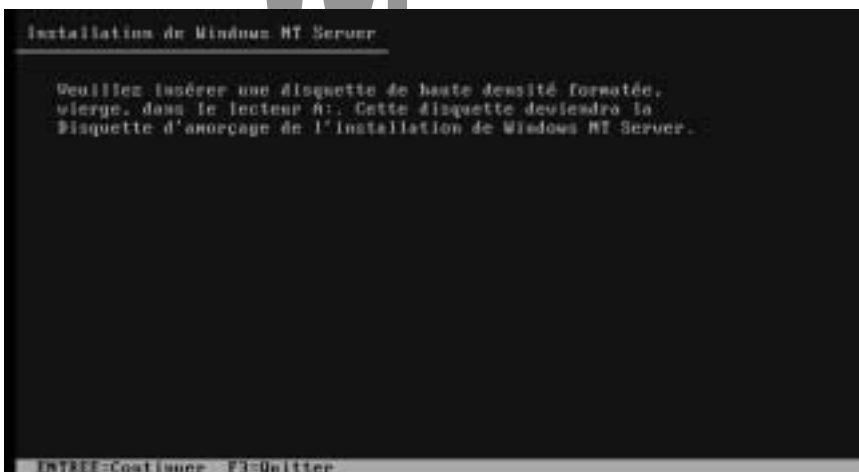 Installation de Windows NT Server
Veuillez insérer une disquette de haute densité formatée,
vierge, dans le lecteur A:. Cette disquette deviendra la
Disquette d'amorçage de l'installation de Windows NT Server.
ENTREE=Continuer F3=Quitter